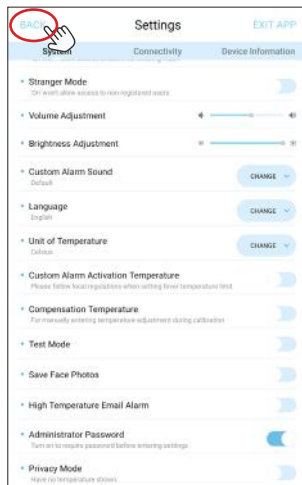 BACK Settings EXIT APP
System Connectivity Device Information
Stranger Mode
'On' won't allow access to non-registered users
Volume Adjustment
Brightness Adjustment
Custom Alarm Sound
Default
CHANGE
Language
English
CHANGE
Unit of Temperature
Celsius
CHANGE
Custom Alarm Activation Temperature
Please follow local regulations when setting fever temperature limit
Compensation Temperature
For manually entering temperature adjustment during calibration
Test Mode
Save Face Photos
High Temperature Email Alarm
Administrator Password
Turn on to require password before entering settings
Privacy Mode
Have no temperature shown